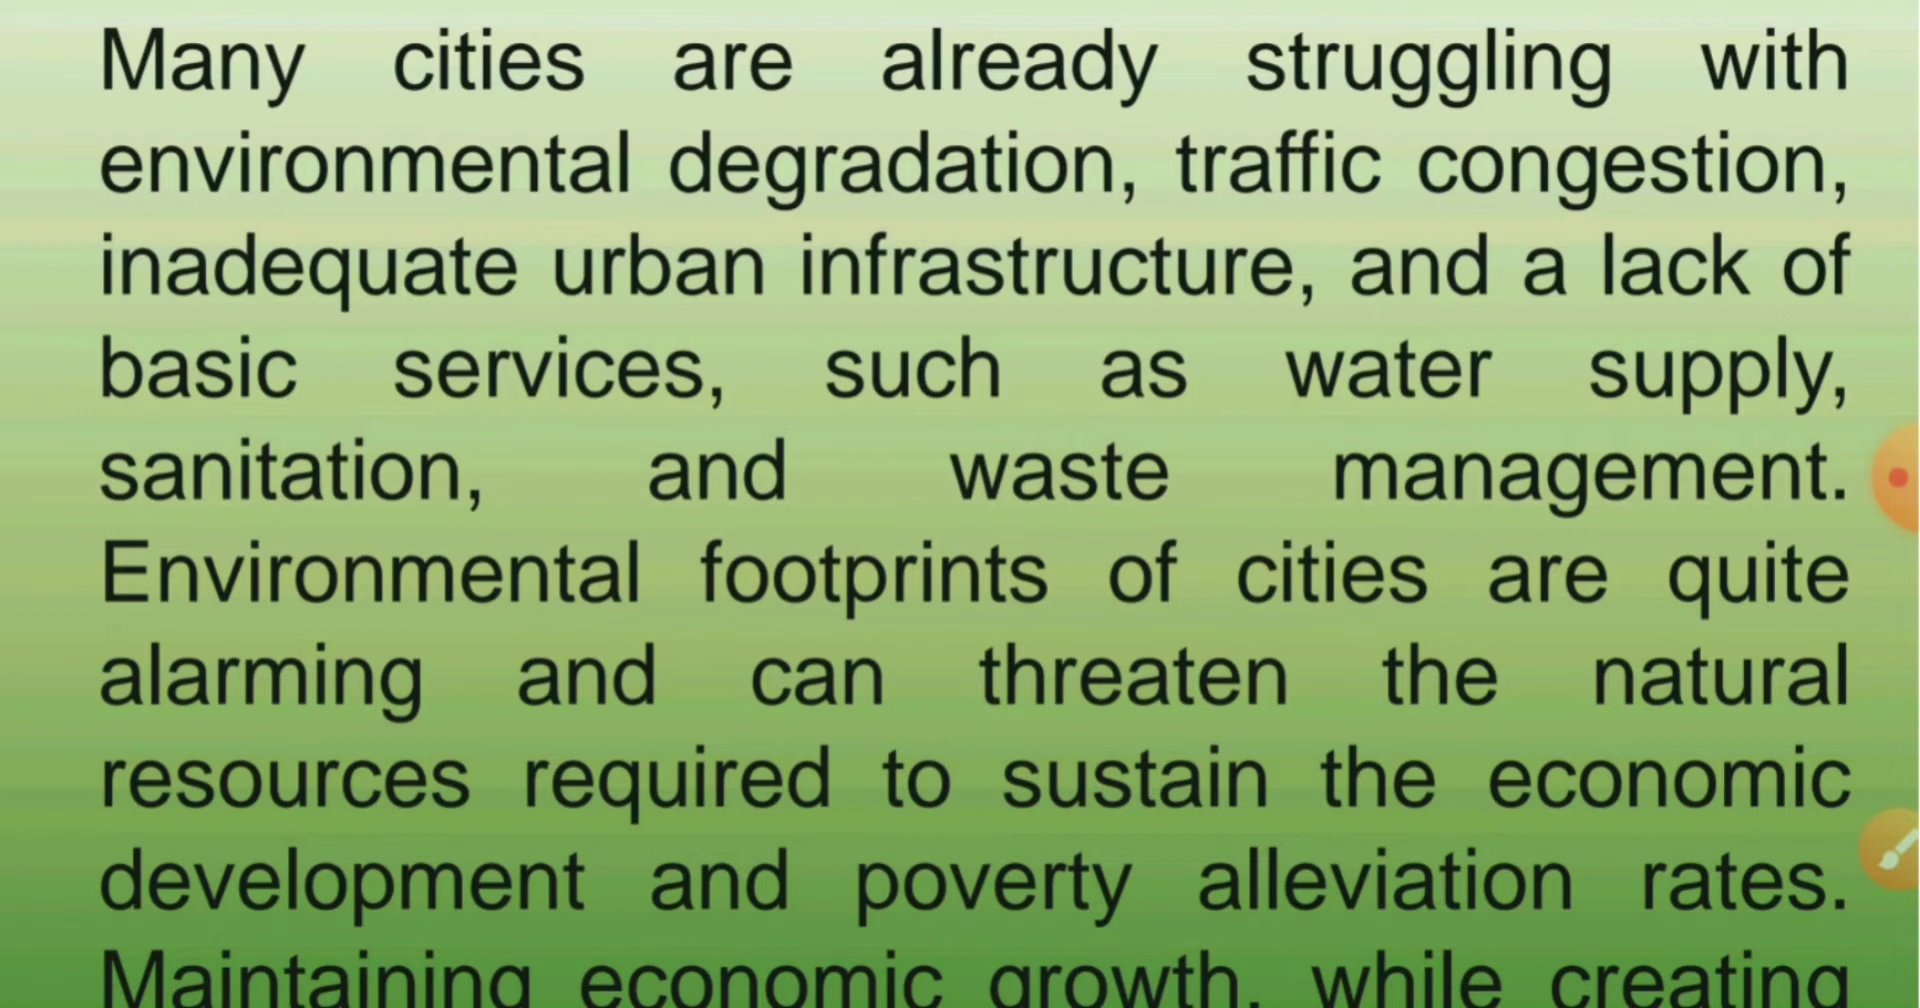 Many cities are already struggling with
environmental degradation, traffic congestion,
inadequate urban infrastructure, and a lack of
basic services, such as water supply,
sanitation, and waste management.
Environmental footprints of cities are quite
alarming and can threaten the natural
resources required to sustain the economic
development and poverty alleviation rates.
Maintaining economic growth, while creating